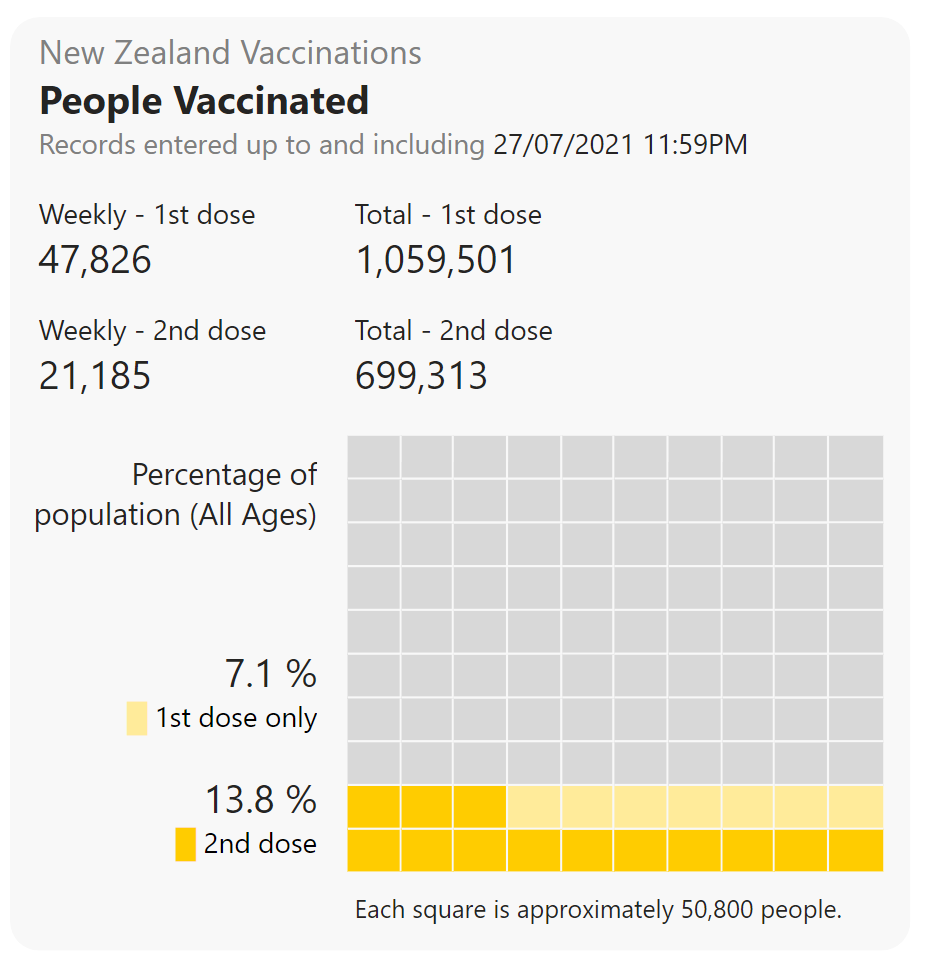 New Zealand Vaccinations
People Vaccinated
Records entered up to and including 27/07/2021 11:59PM
Weekly - 1st dose
47,826
Total - 1st dose
1,059,501
Weekly - 2nd dose
21,185
Total - 2nd dose
699,313
Percentage of
population (All Ages)
7.1 %
1st dose only
13.8 %
2nd dose
Each square is approximately 50,800 people.